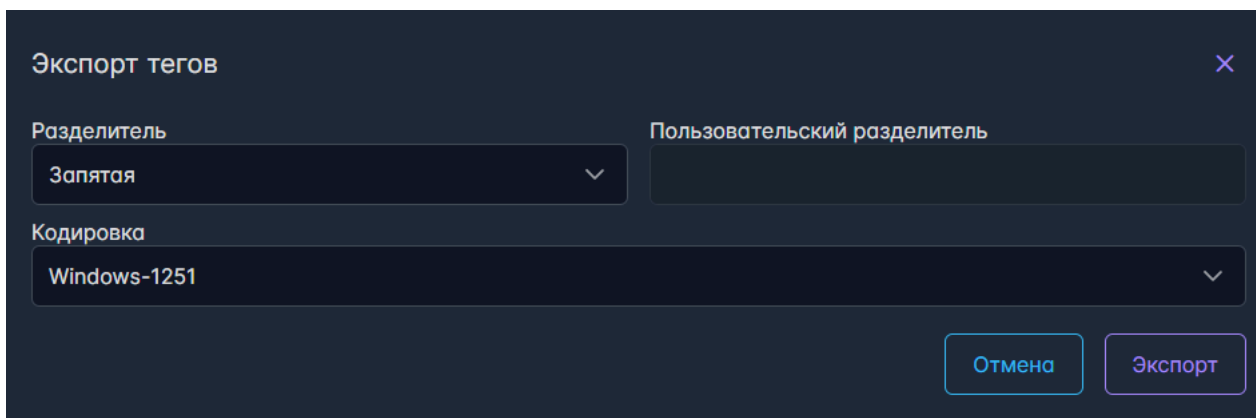 Экспорт тегов
Разделитель
Пользовательский разделитель
Запятая
Кодировка
Windows-1251
Отмена
Экспорт